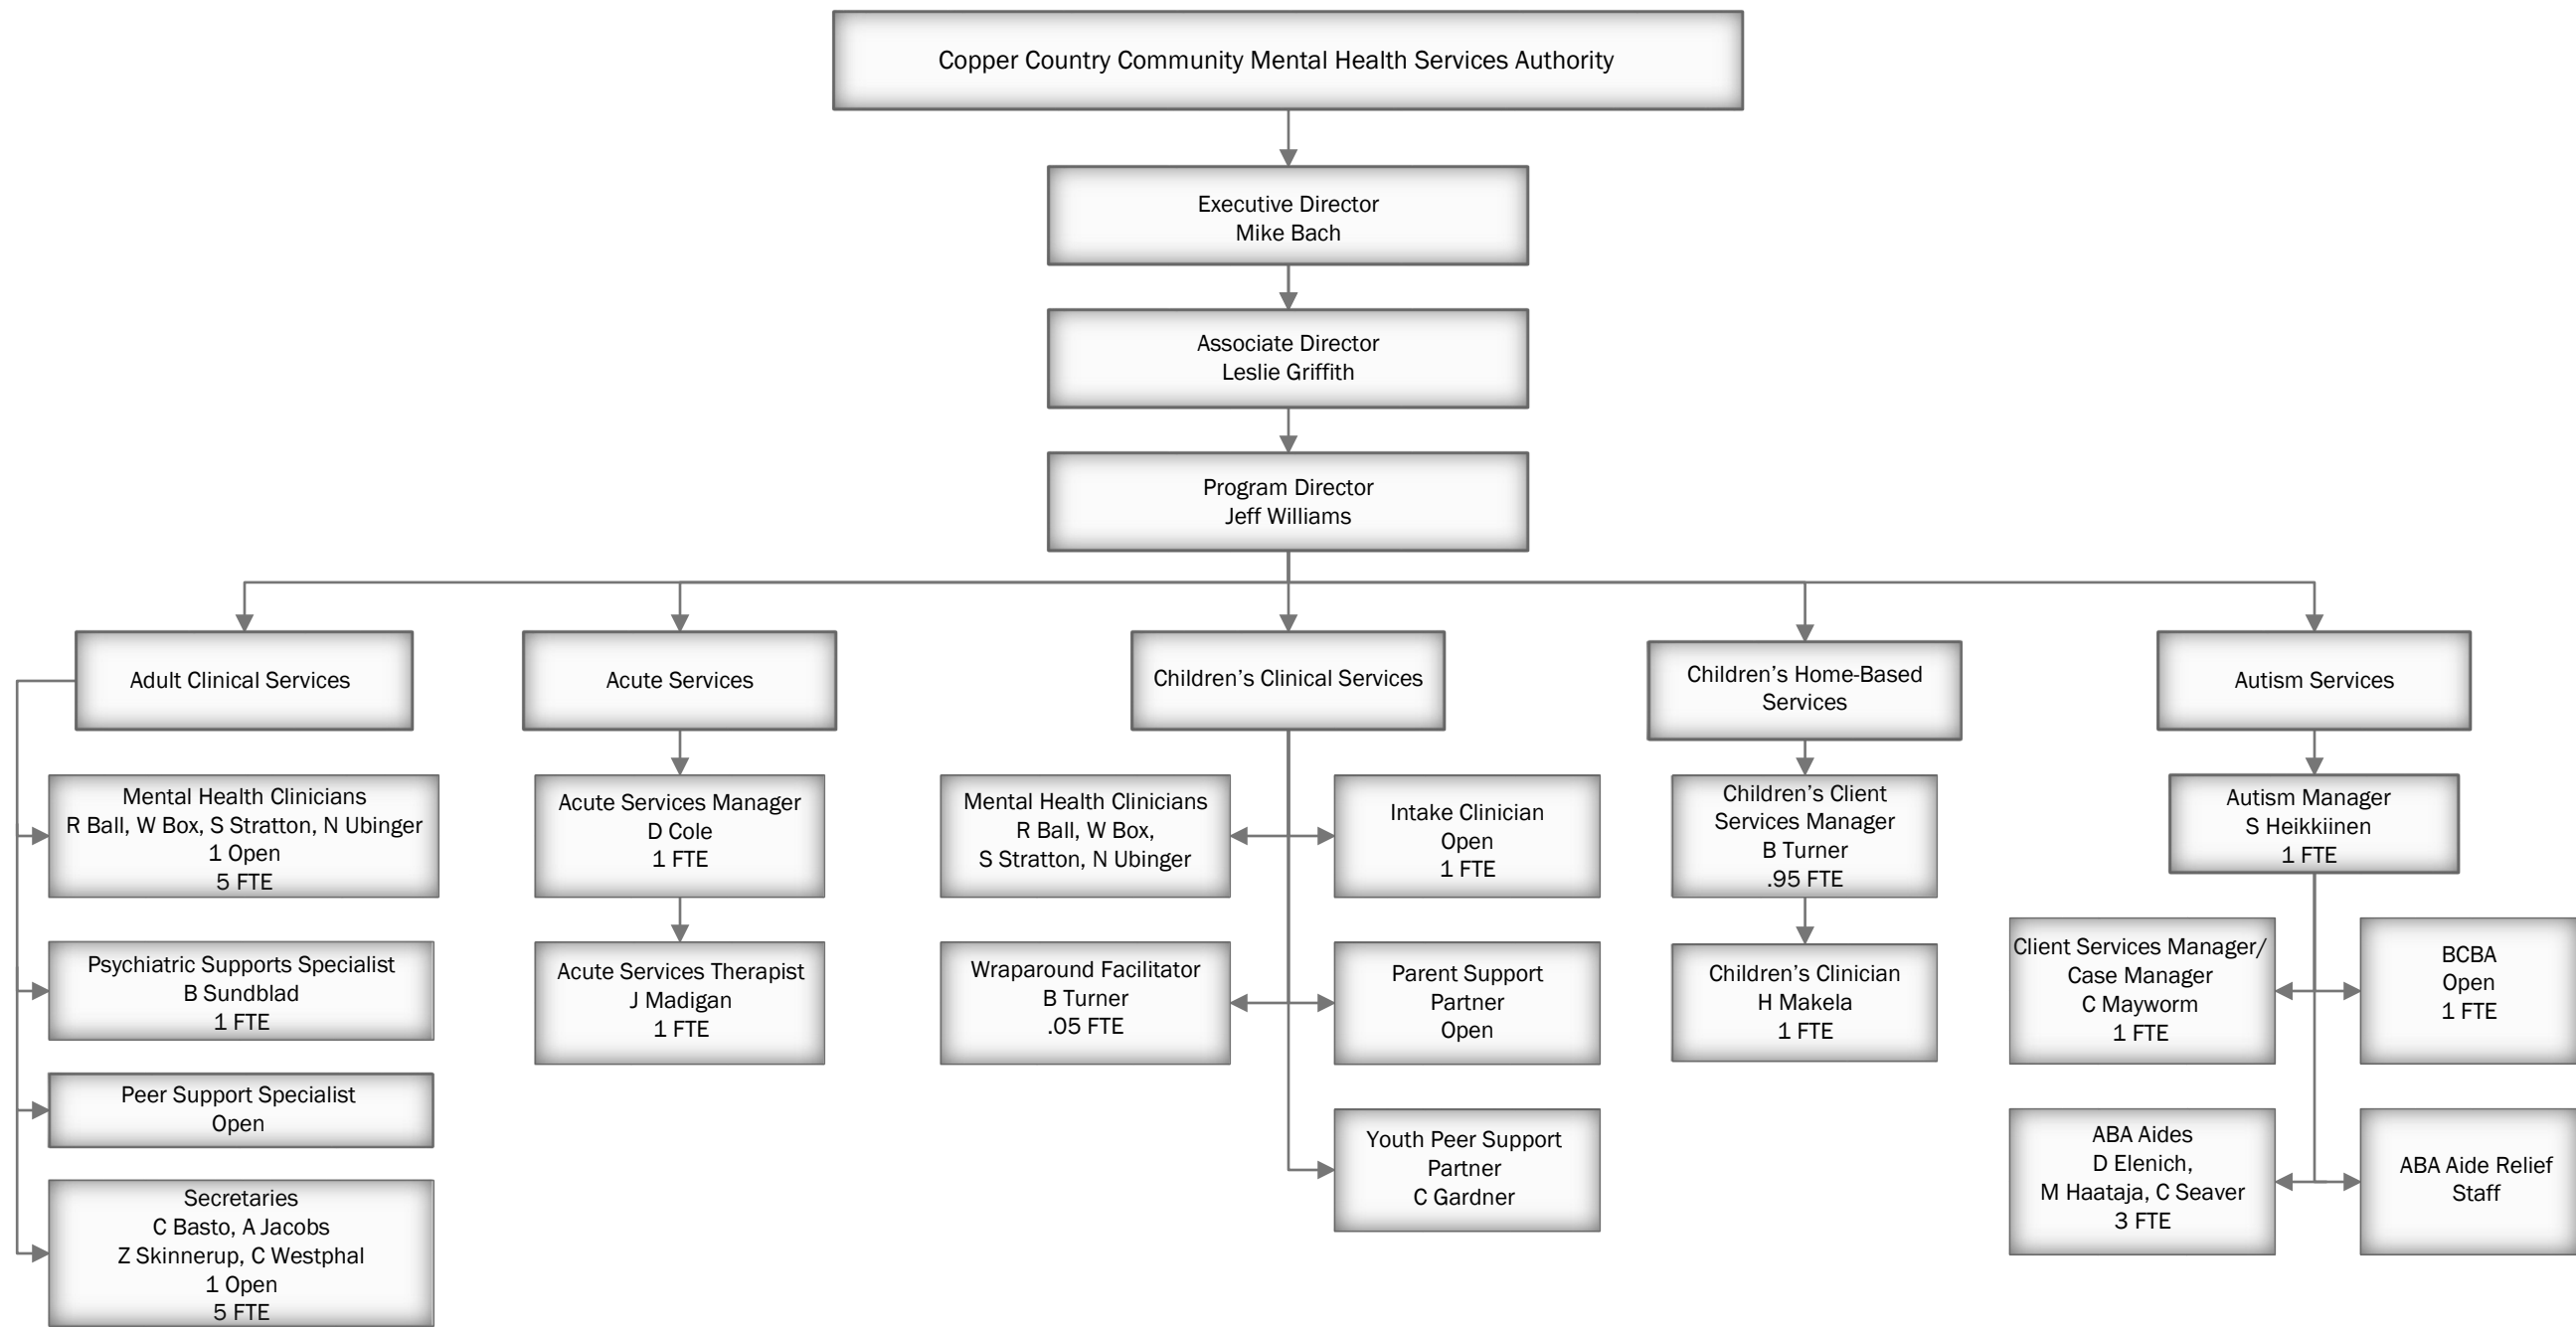 Copper Country Community Mental Health Services Authority
Executive Director
Mike Bach
Associate Director
Leslie Griffith
Program Director
Jeff Williams
Adult Clinical Services
Mental Health Clinicians
R Ball, W Box, S Stratton, N Ubinger
1 Open
5 FTE
Psychiatric Supports Specialist
B Sundblad
1 FTE
Peer Support Specialist
Open
Secretaries
C Basto, A Jacobs
Z Skinnerup, C Westphal
1 Open
5 FTE
Acute Services
Acute Services Manager
D Cole
1 FTE
Acute Services Therapist
J Madigan
1 FTE
Children’s Clinical Services
Mental Health Clinicians
R Ball, W Box,
S Stratton, N Ubinger
Intake Clinician
Open
1 FTE
Wraparound Facilitator
B Turner
.05 FTE
Parent Support
Partner
Open
Youth Peer Support
Partner
C Gardner
Children’s Home-Based
Services
Children’s Client
Services Manager
B Turner
.95 FTE
Children’s Clinician
H Makela
1 FTE
Autism Services
Autism Manager
S Heikkiinen
1 FTE
Client Services Manager/
Case Manager
C Mayworm
1 FTE
BCBA
Open
1 FTE
ABA Aides
D Elenich,
M Haataja, C Seaver
3 FTE
ABA Aide Relief
Staff